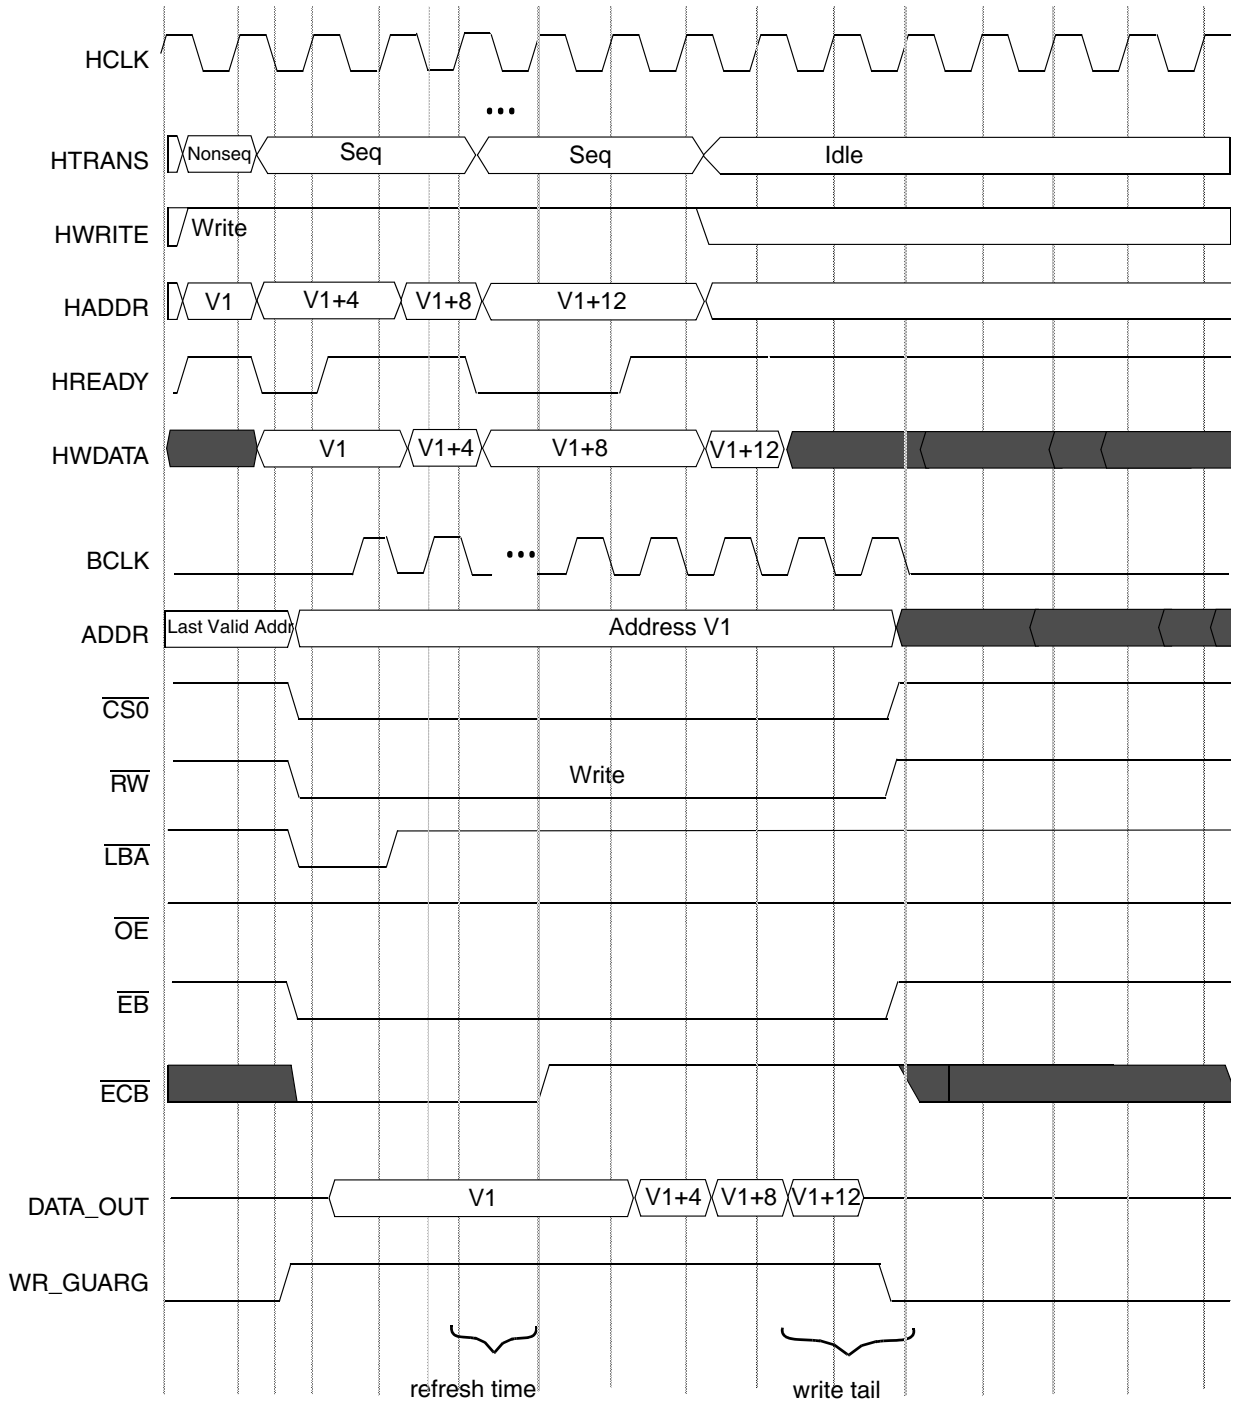 HCLK
...
HTRANS Nonseq Seq Seq Idle
HWRITE Write
HADDR V1 V1+4 V1+8 V1+12
HREADY
HWDATA V1 V1+4 V1+8 V1+12
BCLK ...
ADDR Last Valid Addr Address V1
CS0
RW Write
LBA
OE
EB
ECB
DATA_OUT V1 V1+4 V1+8 V1+12
WR_GUARG
refresh time write tail